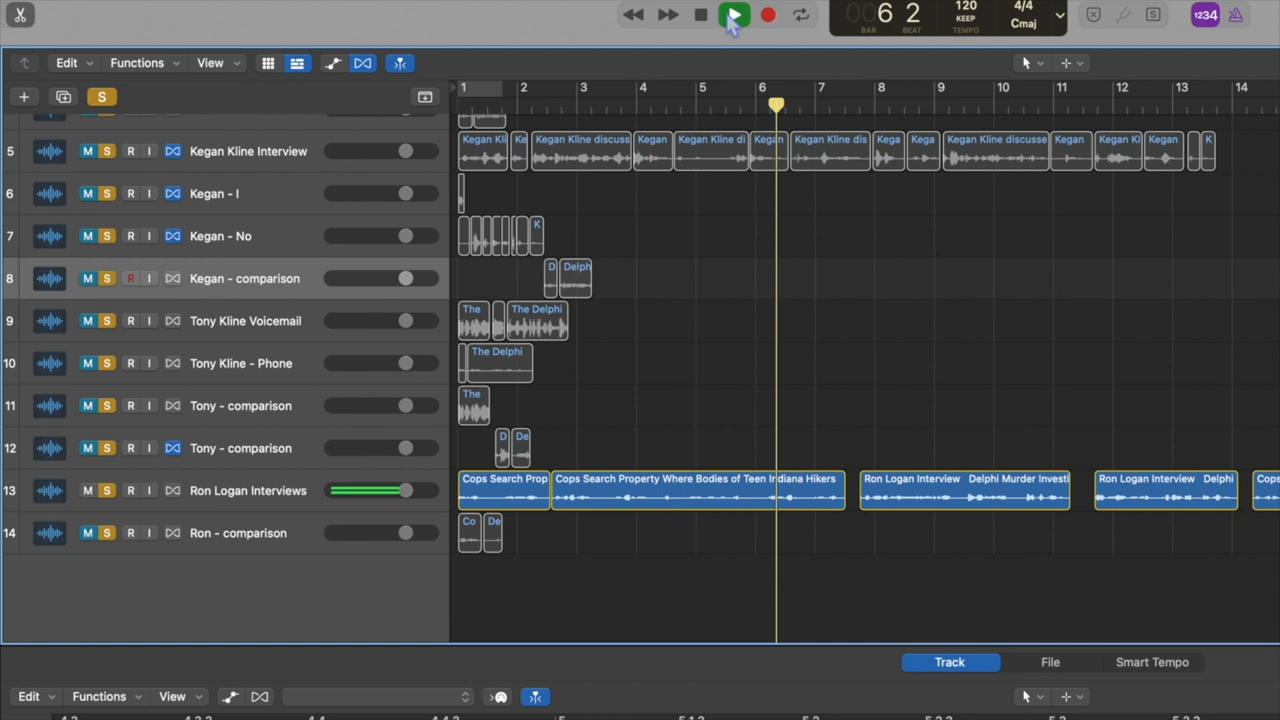 6 2
BAR BEAT
120
KEEP
TEMPO
4/4
Cmaj
S
1234
Edit Functions View
S
1 2 3 4 5 6 7 8 9 10 11 12 13 14
5 M S R I Kegan Kline Interview
Kegan Kli Ke Kegan Kline discuss Kegan Kegan Kline di Kegan Kegan Kline dis Kega Kega Kegan Kline discusse Kegan Kegan Kl Kegan K
6 M S R I Kegan - I
7 M S R I Kegan - No
K
8 M S R I Kegan - comparison
D Delph
9 M S R I Tony Kline Voicemail
The The Delphi
10 M S R I Tony Kline - Phone
The Delphi
11 M S R I Tony - comparison
The
12 M S R I Tony - comparison
D De
13 M S R I Ron Logan Interviews
Cops Search Prop Cops Search Property Where Bodies of Teen Indiana Hikers Ron Logan Interview Delphi Murder Investi Ron Logan Interview Delphi Cops
14 M S R I Ron - comparison
Co De
Track File Smart Tempo
Edit Functions View